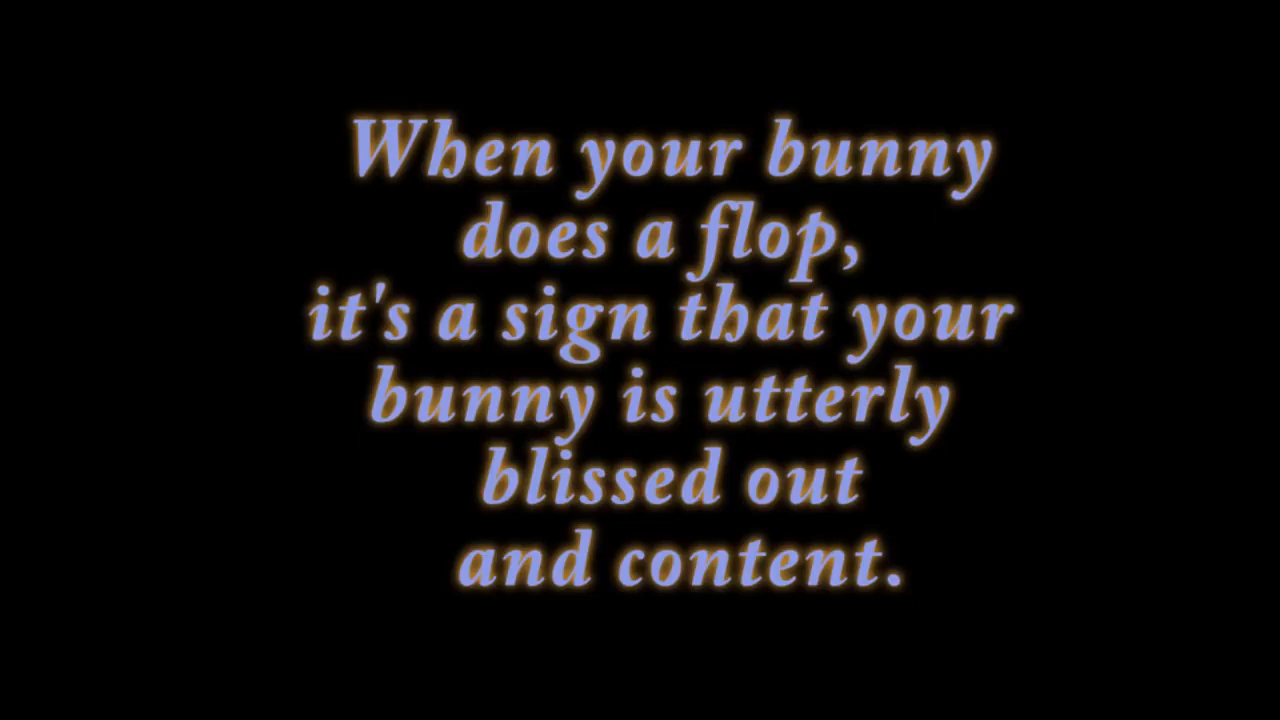 When your bunny
does a flop,
it's a sign that your
bunny is utterly
blissed out
and content.